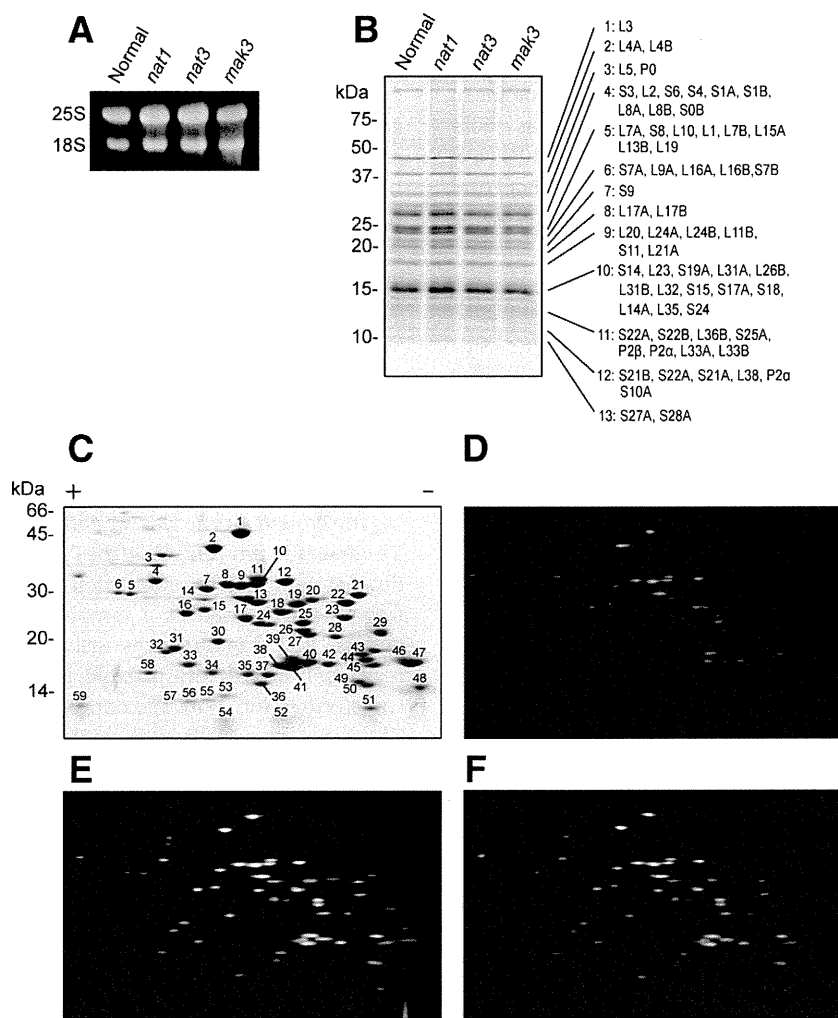 A
Normal
nat1
nat3
mak3
25S
18S
B
Normal
nat1
nat3
mak3
kDa
75-
50-
37-
25-
20-
15-
10-
1: L3
2: L4A, L4B
3: L5, P0
4: S3, L2, S6, S4, S1A, S1B,
L8A, L8B, S0B
5: L7A, S8, L10, L1, L7B, L15A
L13B, L19
6: S7A, L9A, L16A, L16B,S7B
7: S9
8: L17A, L17B
9: L20, L24A, L24B, L11B,
S11, L21A
10: S14, L23, S19A, L31A, L26B,
L31B, L32, S15, S17A, S18,
L14A, L35, S24
11: S22A, S22B, L36B, S25A,
P2β, P2α, L33A, L33B
12: S21B, S22A, S21A, L38, P2α
S10A
13: S27A, S28A
C
kDa
+
−
66-
45-
30-
20-
14-
1
2
3
4
5
6
7
8
9
10
11
12
13
14
15
16
17
18
19
20
21
22
23
24
25
26
27
28
29
30
31
32
33
34
35
36
37
38
39
40
41
42
43
44
45
46
47
48
49
50
51
52
53
54
55
56
57
58
59
D
E
F